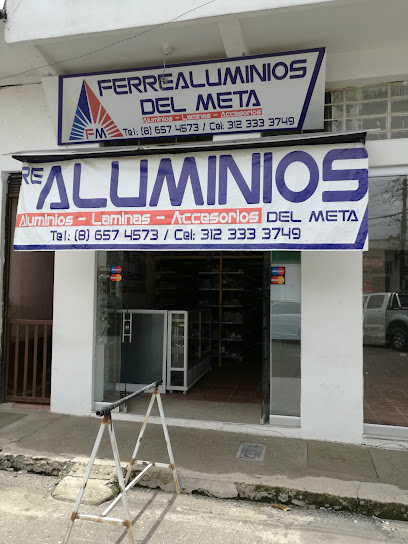 FERREALUMINIOS
DEL META
FM
Aluminios - Laminas - Accesorios
Tel: (8) 657 4573 / Cel: 312 333 3749
RE ALUMINIOS
Aluminios - Laminas - Accesorios DEL META
Tel: (8) 657 4573 / Cel: 312 333 3749